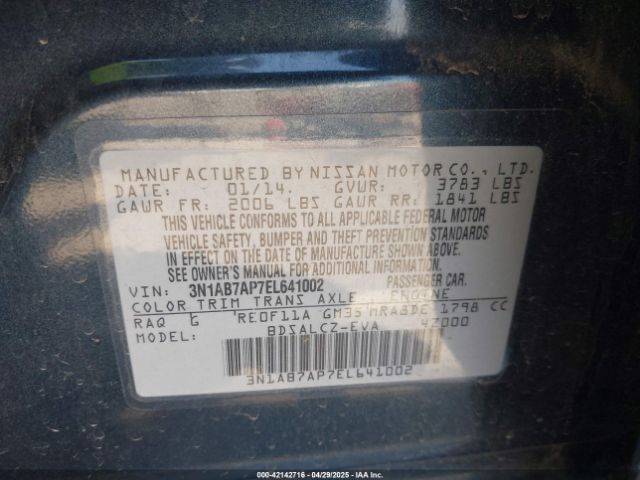 MANUFACTURED BY NISSAN MOTOR CO., LTD.
DATE: 01/14. GVWR: 3783 LBS
GAWR FR: 2006 LBS GAWR RR: 1841 LBS
THIS VEHICLE CONFORMS TO ALL APPLICABLE FEDERAL MOTOR
VEHICLE SAFETY, BUMPER AND THEFT PREVENTION STANDARDS
IN EFFECT ON THE DATE OF MANUFACTURE SHOWN ABOVE.
SEE OWNER'S MANUAL FOR ADDITIONAL INFORMATION
VIN: 3N1AB7AP7EL641002 PASSENGER CAR.
COLOR TRIM TRANS AXLE ENGINE
RAQ G RE0F11A GM35 MRA8DE 1798 CC
MODEL: BDSALCZ-EVA 42000
3N1AB7AP7EL641002
000-42142716 - 04/29/2025 - IAA Inc.